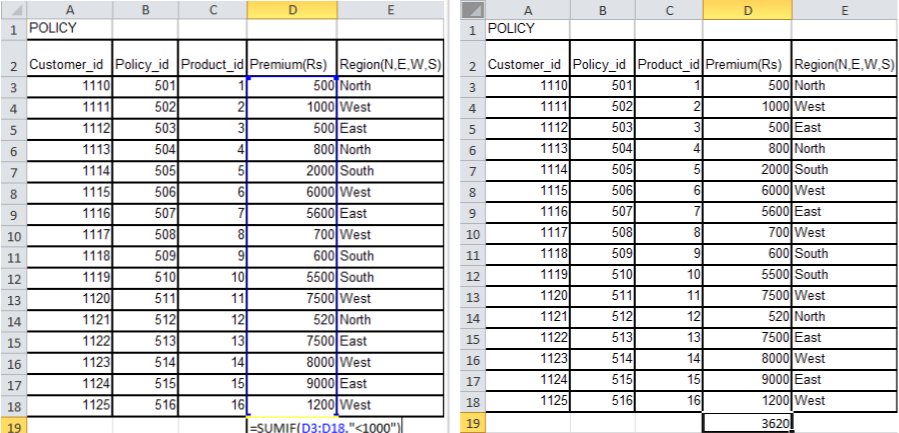 A B C D E
1 POLICY
2 Customer_id Policy_id Product_id Premium(Rs) Region(N,E,W,S)
3 1110 501 1 500 North
4 1111 502 2 1000 West
5 1112 503 3 500 East
6 1113 504 4 800 North
7 1114 505 5 2000 South
8 1115 506 6 6000 West
9 1116 507 7 5600 East
10 1117 508 8 700 West
11 1118 509 9 600 South
12 1119 510 10 5500 South
13 1120 511 11 7500 West
14 1121 512 12 520 North
15 1122 513 13 7500 East
16 1123 514 14 8000 West
17 1124 515 15 9000 East
18 1125 516 16 1200 West
19 =SUMIF(D3:D18,"<1000")
A B C D E
1 POLICY
2 Customer_id Policy_id Product_id Premium(Rs) Region(N,E,W,S)
3 1110 501 1 500 North
4 1111 502 2 1000 West
5 1112 503 3 500 East
6 1113 504 4 800 North
7 1114 505 5 2000 South
8 1115 506 6 6000 West
9 1116 507 7 5600 East
10 1117 508 8 700 West
11 1118 509 9 600 South
12 1119 510 10 5500 South
13 1120 511 11 7500 West
14 1121 512 12 520 North
15 1122 513 13 7500 East
16 1123 514 14 8000 West
17 1124 515 15 9000 East
18 1125 516 16 1200 West
19 3620